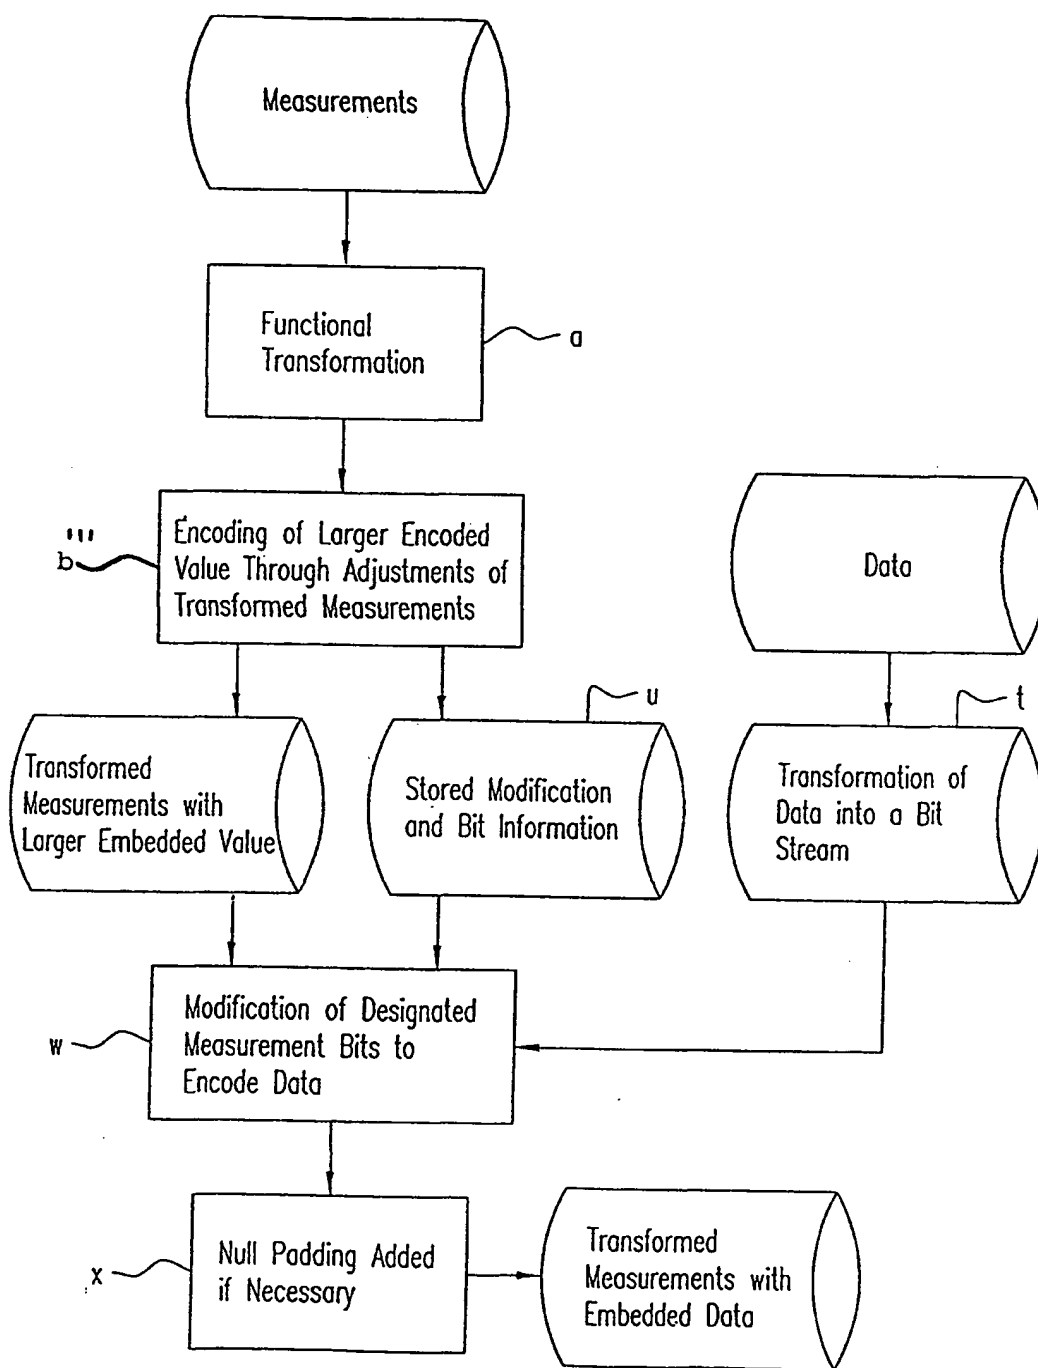 Measurements
Functional
Transformation
a
b'''
Encoding of Larger Encoded
Value Through Adjustments of
Transformed Measurements
Data
u
t
Transformed
Measurements with
Larger Embedded Value
Stored Modification
and Bit Information
Transformation of
Data into a Bit
Stream
w
Modification of Designated
Measurement Bits to
Encode Data
x
Null Padding Added
if Necessary
Transformed
Measurements with
Embedded Data